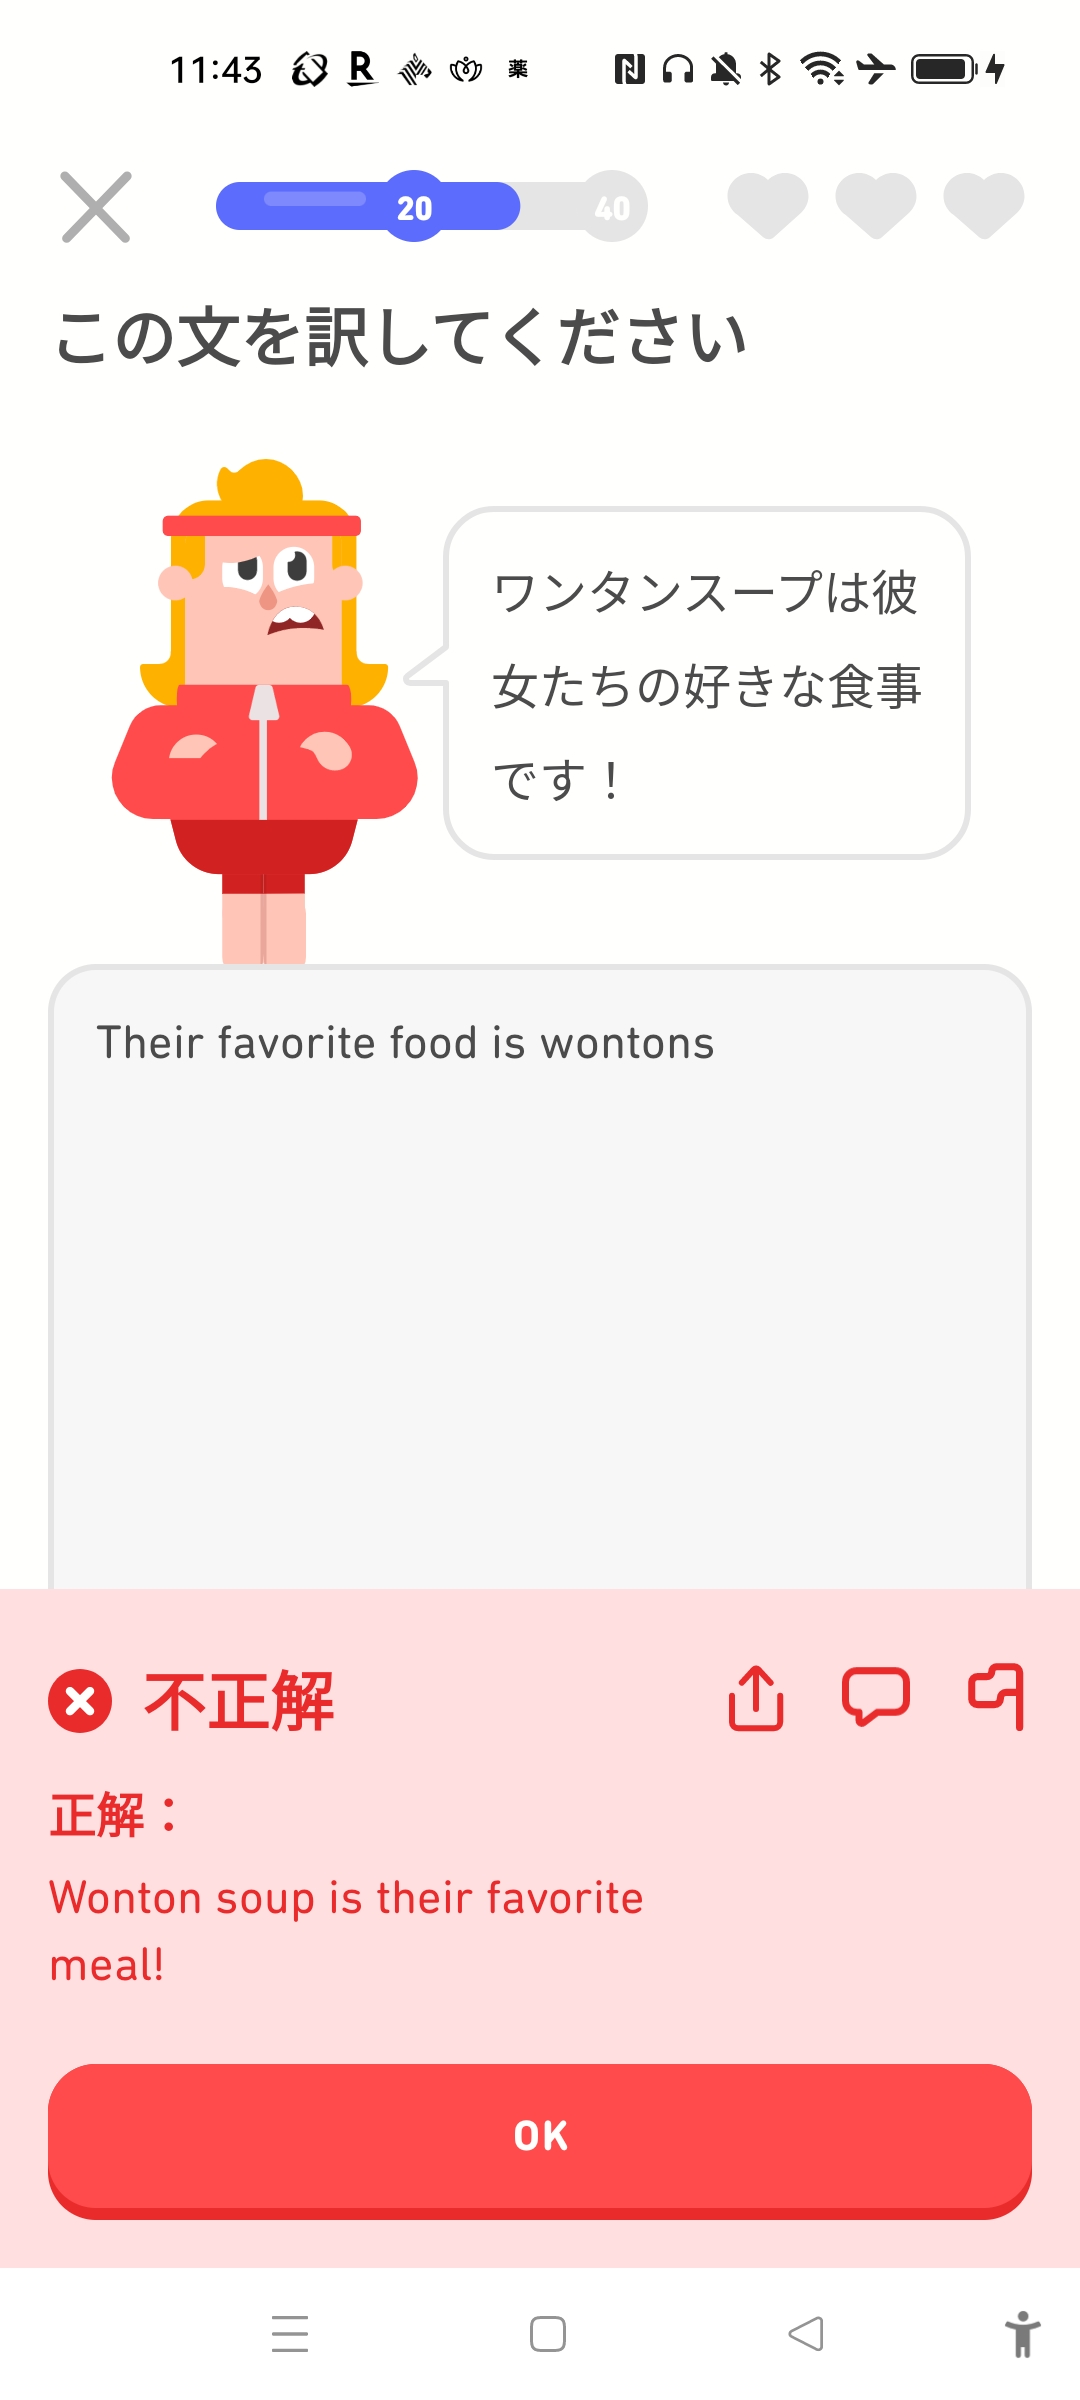 11:43 R 薬
20 40
この文を訳してください
ワンタンスープは彼
女たちの好きな食事
です！
Their favorite food is wontons
不正解
正解：
Wonton soup is their favorite
meal!
OK